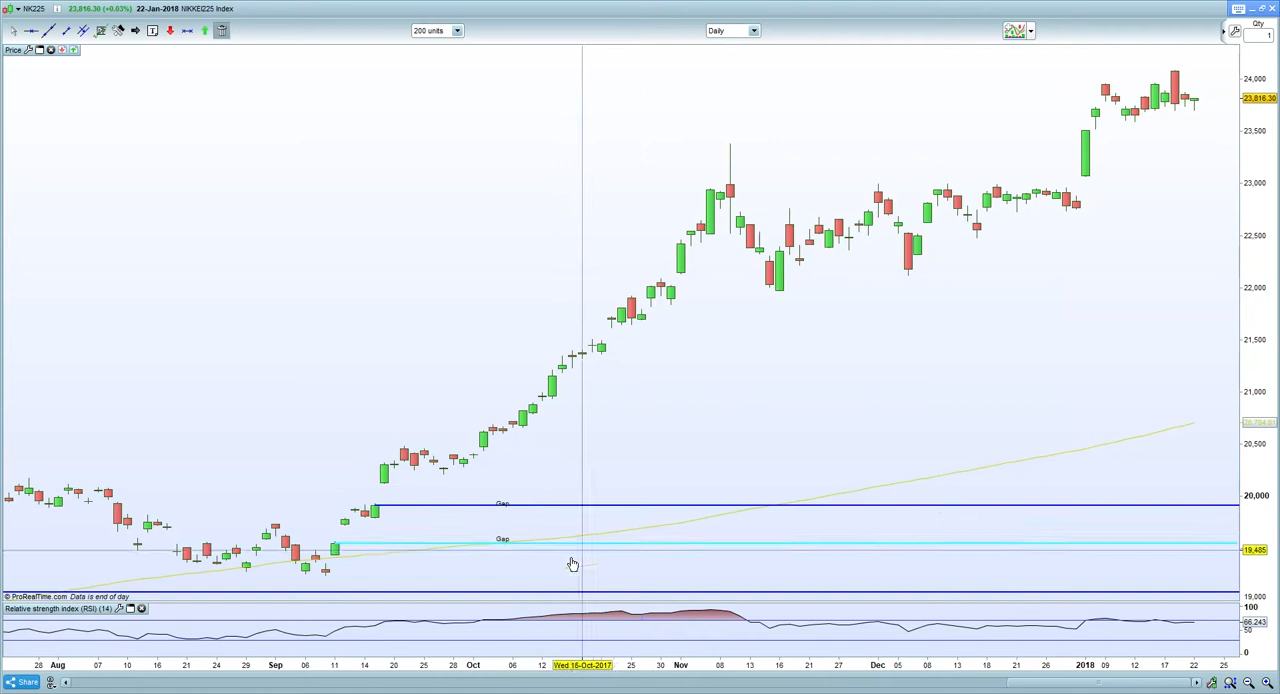 NK225 23,816.30 (+0.03%) 22-Jan-2018 NIKKEI225 Index
200 units
Daily
Qty
1
Price
24,000
23,816.30
23,500
23,000
22,500
22,000
21,500
21,000
20,500
Gap
20,000
Gap
19,485
© ProRealTime.com Data is end of day
19,000
Relative strength index (RSI) (14)
100
66.243
50
0
28 Aug 07 10 16 21 24 29 Sep 06 11 14 20 25 28 Oct 06 12 Wed 18-Oct-2017 25 30 Nov 08 13 16 21 27 Dec 05 08 13 18 21 26 2018 09 12 17 22 25
Share